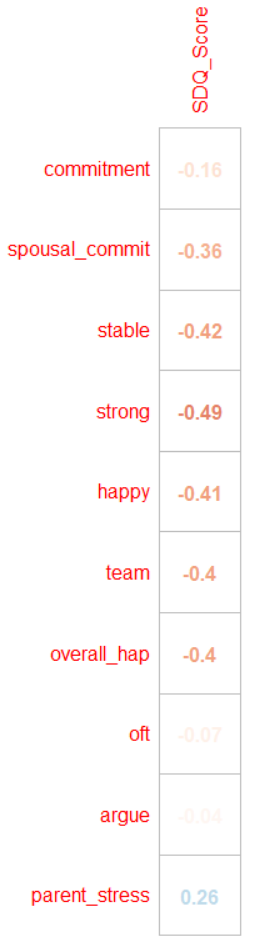 SDQ_Score
commitment -0.16
spousal_commit -0.36
stable -0.42
strong -0.49
happy -0.41
team -0.4
overall_hap -0.4
oft -0.07
argue -0.04
parent_stress 0.26